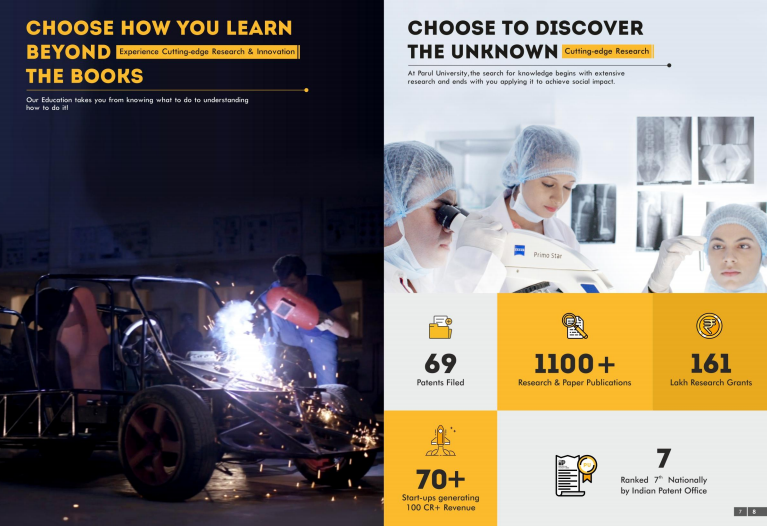 CHOOSE HOW YOU LEARN
BEYOND Experience Cutting-edge Research & Innovation
THE BOOKS
Our Education takes you from knowing what to do to understanding
how to do it!
CHOOSE TO DISCOVER
THE UNKNOWN Cutting-edge Research
At Parul University,the search for knowledge begins with extensive
research and ends with you applying it to achieve social impact.
ZEISS
Primo Star
69
Patents Filed
1100+
Research & Paper Publications
161
Lakh Research Grants
70+
Start-ups generating
100 CR+ Revenue
7
Ranked 7th Nationally
by Indian Patent Office
7 8